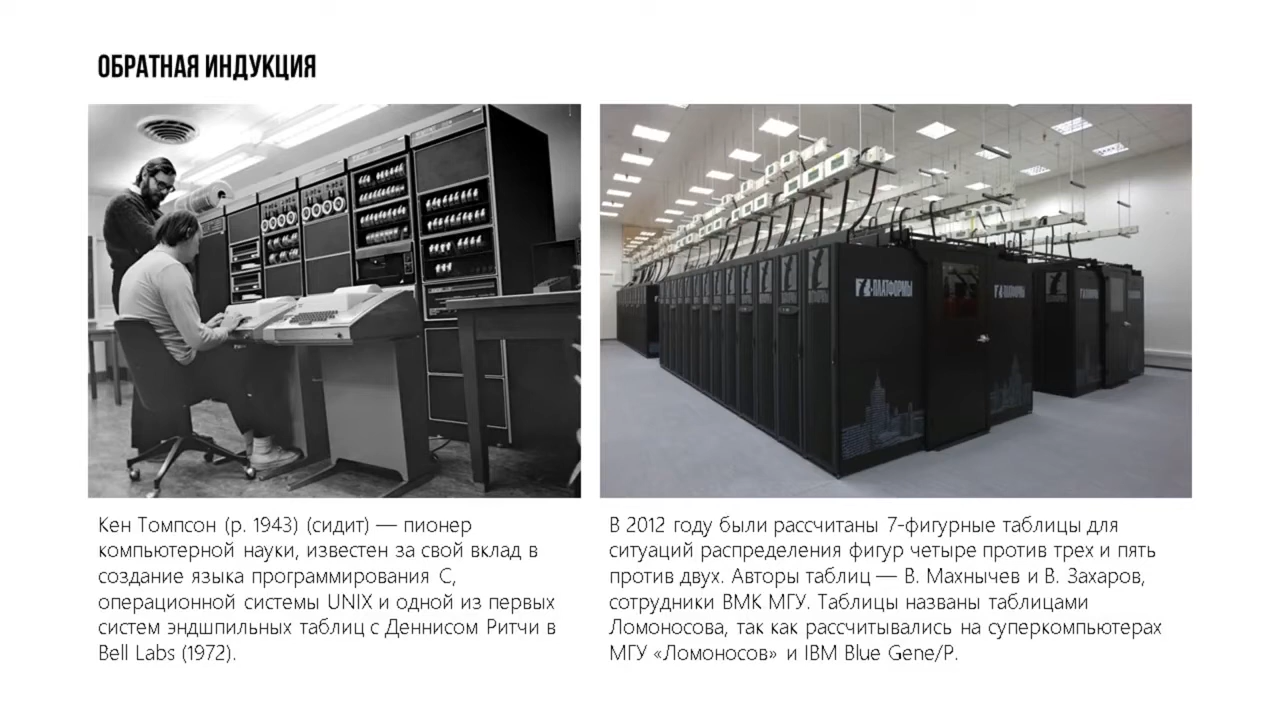 ОБРАТНАЯ ИНДУКЦИЯ
Т-ПЛАТФОРМЫ
Т-ПЛАТФОРМЫ
Кен Томпсон (р. 1943) (сидит) — пионер
компьютерной науки, известен за свой вклад в
создание языка программирования C,
операционной системы UNIX и одной из первых
систем эндшпильных таблиц с Деннисом Ритчи в
Bell Labs (1972).
В 2012 году были рассчитаны 7-фигурные таблицы для
ситуаций распределения фигур четыре против трех и пять
против двух. Авторы таблиц — В. Махнычев и В. Захаров,
сотрудники ВМК МГУ. Таблицы названы таблицами
Ломоносова, так как рассчитывались на суперкомпьютерах
МГУ «Ломоносов» и IBM Blue Gene/P.